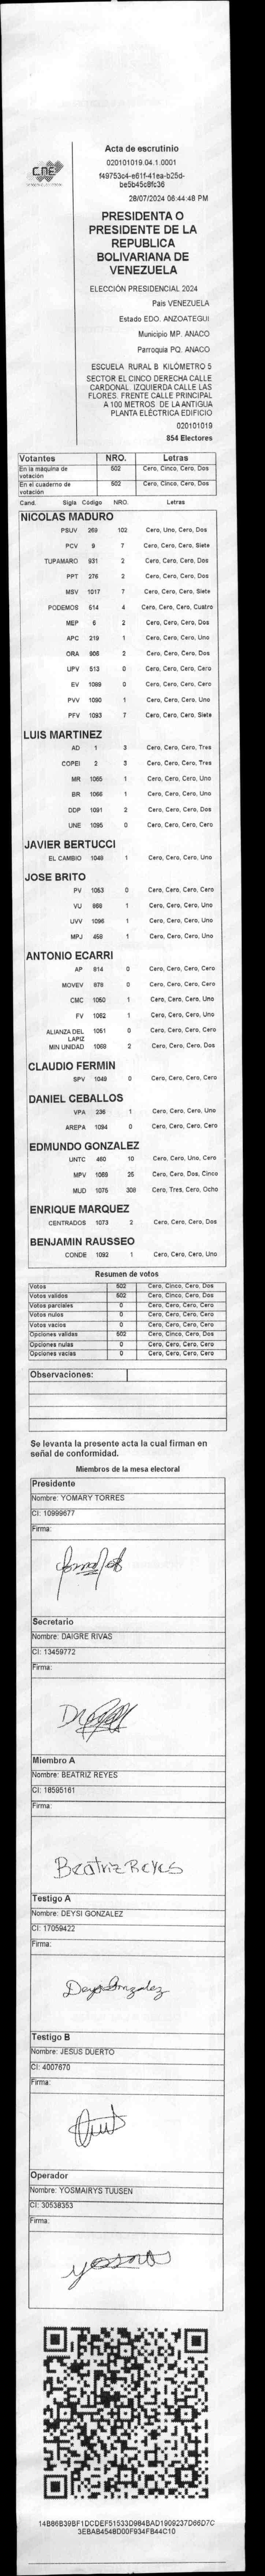 CNE
Acta de escrutinio
020101019.04.1.0001
f49753c4-e61f-41ea-b25d-
be5b45c8fc36
28/07/2024 06:44:48 PM
PRESIDENTA O
PRESIDENTE DE LA
REPUBLICA
BOLIVARIANA DE
VENEZUELA
ELECCIÓN PRESIDENCIAL 2024
Pais VENEZUELA
Estado EDO. ANZOATEGUI
Municipio MP. ANACO
Parroquia PQ. ANACO
ESCUELA RURAL B KILÓMETRO 5
SECTOR EL CINCO DERECHA CALLE
CARDONAL. IZQUIERDA CALLE LAS
FLORES. FRENTE CALLE PRINCIPAL
A 100 METROS DE LA ANTIGUA
PLANTA ELÉCTRICA EDIFICIO
020101019
854 Electores
Votantes NRO. Letras
En la máquina de votación 502 Cero, Cinco, Cero, Dos
En el cuaderno de votación 502 Cero, Cinco, Cero, Dos
Cand. Sigls Código NRO. Letras
NICOLAS MADURO
PSUV 269 102 Cero, Uno, Cero, Dos
PCV 9 7 Cero, Cero, Cero, Siete
TUPAMARO 931 2 Cero, Cero, Cero, Dos
PPT 276 2 Cero, Cero, Cero, Dos
MSV 1017 7 Cero, Cero, Cero, Siete
PODEMOS 514 4 Cero, Cero, Cero, Cuatro
MEP 6 2 Cero, Cero, Cero, Dos
APC 219 1 Cero, Cero, Cero, Uno
ORA 906 2 Cero, Cero, Cero, Dos
UPV 513 0 Cero, Cero, Cero, Cero
EV 1089 0 Cero, Cero, Cero, Cero
PVV 1090 1 Cero, Cero, Cero, Uno
PFV 1093 7 Cero, Cero, Cero, Siete
LUIS MARTINEZ
AD 1 3 Cero, Cero, Cero, Tres
COPEI 2 3 Cero, Cero, Cero, Tres
MR 1065 1 Cero, Cero, Cero, Uno
BR 1066 1 Cero, Cero, Cero, Uno
DDP 1091 2 Cero, Cero, Cero, Dos
UNE 1095 0 Cero, Cero, Cero, Cero
JAVIER BERTUCCI
EL CAMBIO 1049 1 Cero, Cero, Cero, Uno
JOSE BRITO
PV 1053 0 Cero, Cero, Cero, Cero
VU 868 1 Cero, Cero, Cero, Uno
UVV 1096 1 Cero, Cero, Cero, Uno
MPJ 459 1 Cero, Cero, Cero, Uno
ANTONIO ECARRI
AP 814 0 Cero, Cero, Cero, Cero
MOVEV 878 0 Cero, Cero, Cero, Cero
CMC 1050 1 Cero, Cero, Cero, Uno
FV 1062 1 Cero, Cero, Cero, Uno
ALIANZA DEL LAPIZ 1051 0 Cero, Cero, Cero, Cero
MIN UNIDAD 1069 2 Cero, Cero, Cero, Dos
CLAUDIO FERMIN
SPV 1048 0 Cero, Cero, Cero, Cero
DANIEL CEBALLOS
VPA 236 1 Cero, Cero, Cero, Uno
AREPA 1094 0 Cero, Cero, Cero, Cero
EDMUNDO GONZALEZ
UNTC 460 10 Cero, Cero, Uno, Cero
MPV 1069 25 Cero, Cero, Dos, Cinco
MUD 1075 308 Cero, Tres, Cero, Ocho
ENRIQUE MARQUEZ
CENTRADOS 1073 2 Cero, Cero, Cero, Dos
BENJAMIN RAUSSEO
CONDE 1092 1 Cero, Cero, Cero, Uno
Resumen de votos
Votos 502 Cero, Cinco, Cero, Dos
Votos validos 502 Cero, Cinco, Cero, Dos
Votos parciales 0 Cero, Cero, Cero, Cero
Votos nulos 0 Cero, Cero, Cero, Cero
Votos vacios 0 Cero, Cero, Cero, Cero
Opciones validas 502 Cero, Cinco, Cero, Dos
Opciones nulas 0 Cero, Cero, Cero, Cero
Opciones vacias 0 Cero, Cero, Cero, Cero
Observaciones:
Se levanta la presente acta la cual firman en
señal de conformidad.
Miembros de la mesa electoral
Presidente
Nombre: YOMARY TORRES
CI: 10999677
Firma:
Secretario
Nombre: DAIGRE RIVAS
CI: 13459772
Firma:
Miembro A
Nombre: BEATRIZ REYES
CI: 18595161
Firma:
Beatriz Reyes
Testigo A
Nombre: DEYSI GONZALEZ
CI: 17059422
Firma:
Deysi Gonzalez
Testigo B
Nombre: JESUS DUERTO
CI: 4007670
Firma:
Operador
Nombre: YOSMAIRYS TUUSEN
CI: 30538353
Firma:
14B86B39BF1DCDEF51533D984BAD1909237D66D7C
3EBAB4548D00F934FB44C10